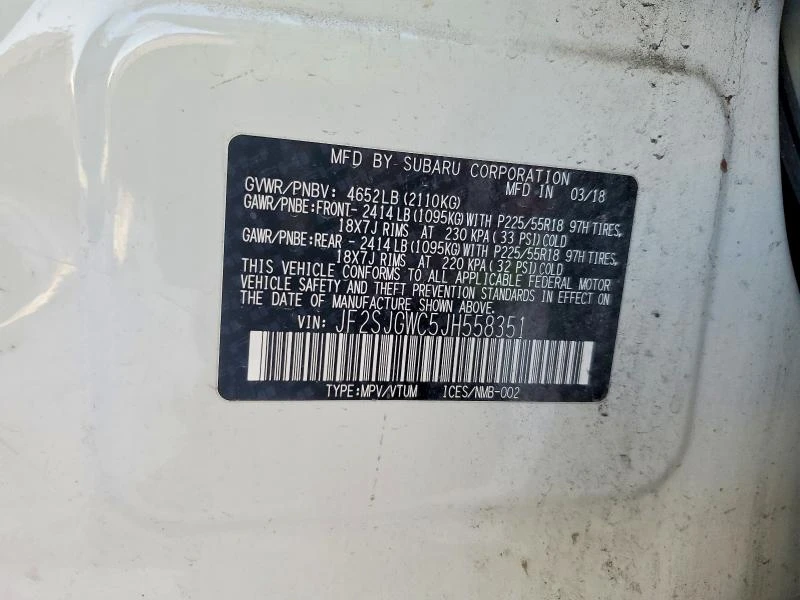 MFD BY SUBARU CORPORATION
MFD IN 03/18
GVWR/PNBV: 4652LB (2110KG)
GAWR/PNBE:FRONT- 2414LB (1095KG) WITH P225/55R18 97H TIRES,
18X7J RIMS AT 230 KPA ( 33 PSI) COLD
GAWR/PNBE:REAR - 2414LB (1095KG) WITH P225/55R18 97H TIRES,
18X7J RIMS AT 220 KPA ( 32 PSI) COLD
THIS VEHICLE CONFORMS TO ALL APPLICABLE FEDERAL MOTOR
VEHICLE SAFETY AND THEFT PREVENTION STANDARDS IN EFFECT ON
THE DATE OF MANUFACTURE SHOWN ABOVE.
VIN: JF2SJGWC5JH558351
TYPE:MPV/VTUM ICES/NMB-002